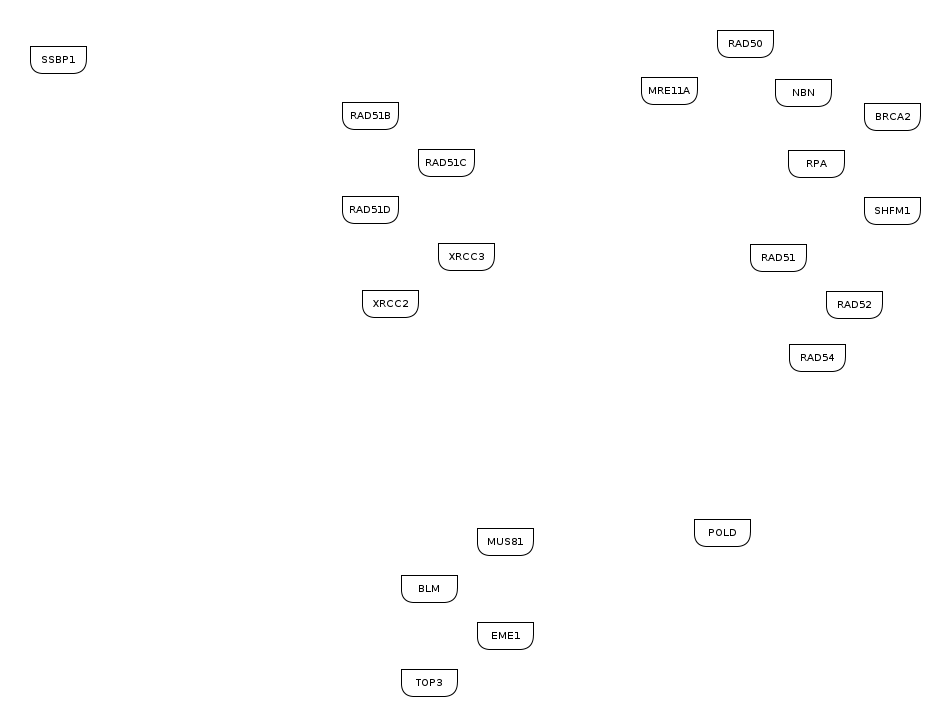 RAD50
SSBP1
MRE11A
NBN
RAD51B
BRCA2
RAD51C
RPA
RAD51D
SHFM1
XRCC3
RAD51
XRCC2
RAD52
RAD54
POLD
MUS81
BLM
EME1
TOP3